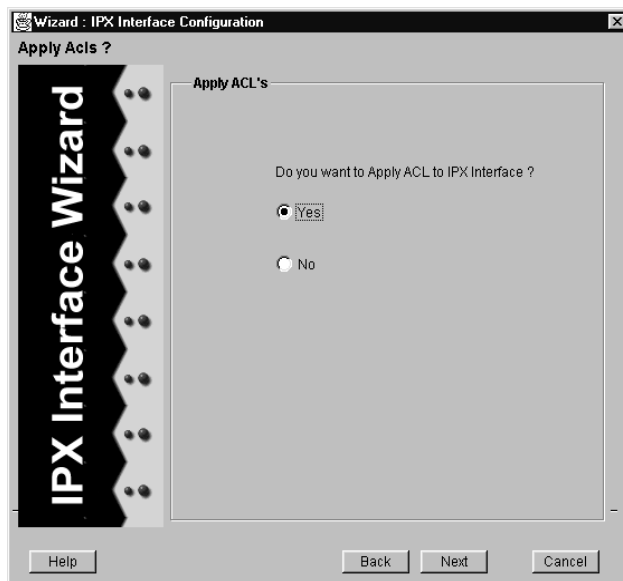 Wizard : IPX Interface Configuration
Apply Acls ?
IPX Interface Wizard
Apply ACL's
Do you want to Apply ACL to IPX Interface ?
Yes
No
Help
Back
Next
Cancel